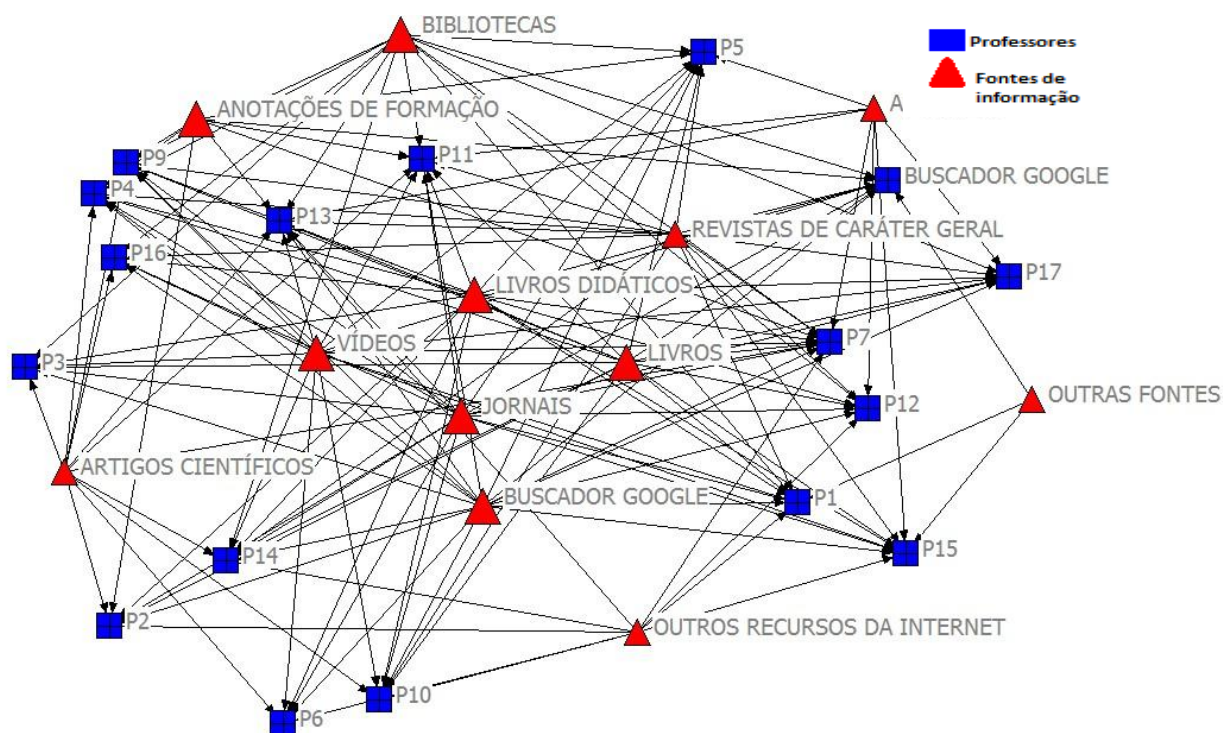 BIBLIOTECAS
Professores
P5
Fontes de
informação
ANOTAÇÕES DE FORMAÇÃO
A
P9
P11
BUSCADOR GOOGLE
P4
P13
REVISTAS DE CARÁTER GERAL
P16
P17
LIVROS DIDÁTICOS
P7
VÍDEOS
LIVROS
P3
OUTRAS FONTES
JORNAIS
P12
ARTIGOS CIENTÍFICOS
BUSCADOR GOOGLE
P1
P15
P14
P2
OUTROS RECURSOS DA INTERNET
P10
P6